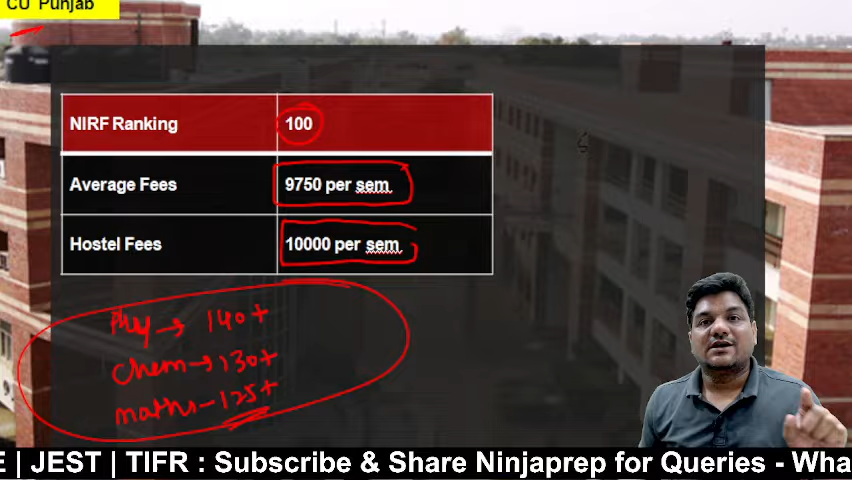 CU Punjab
NIRF Ranking 100
Average Fees 9750 per sem
Hostel Fees 10000 per sem
Phy → 140+
Chem → 130+
maths - 125+
E | JEST | TIFR : Subscribe & Share Ninjaprep for Queries - Wha